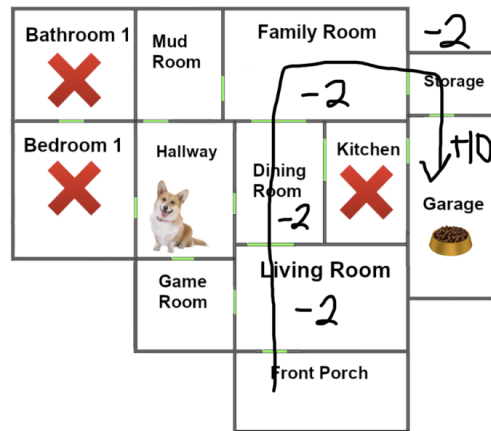 Bathroom 1
Mud
Room
Family Room
-2
-2
Storage
Bedroom 1
Hallway
Dining
Room
-2
Kitchen
+10
Garage
Game
Room
Living Room
-2
Front Porch